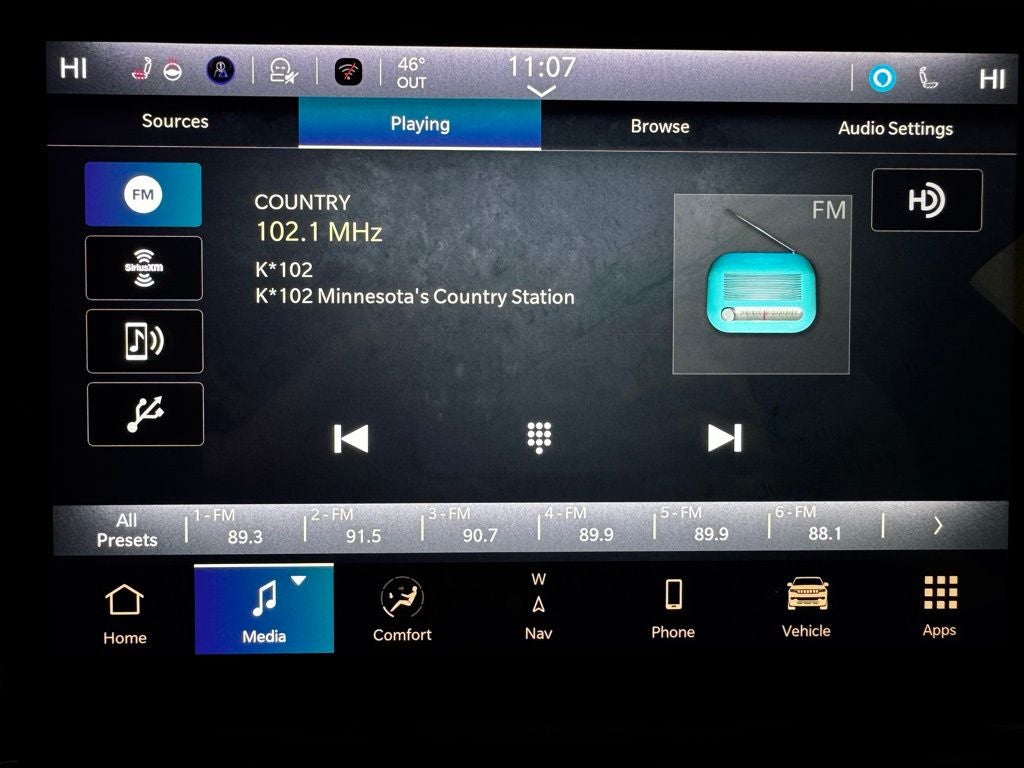 HI
46°
OUT
11:07
HI
Sources
Playing
Browse
Audio Settings
FM
SiriusXM
COUNTRY
102.1 MHz
K*102
K*102 Minnesota's Country Station
FM
HD
All
Presets
1-FM
89.3
2-FM
91.5
3-FM
90.7
4-FM
89.9
5-FM
89.9
6-FM
88.1
Home
Media
Comfort
W
Nav
Phone
Vehicle
Apps